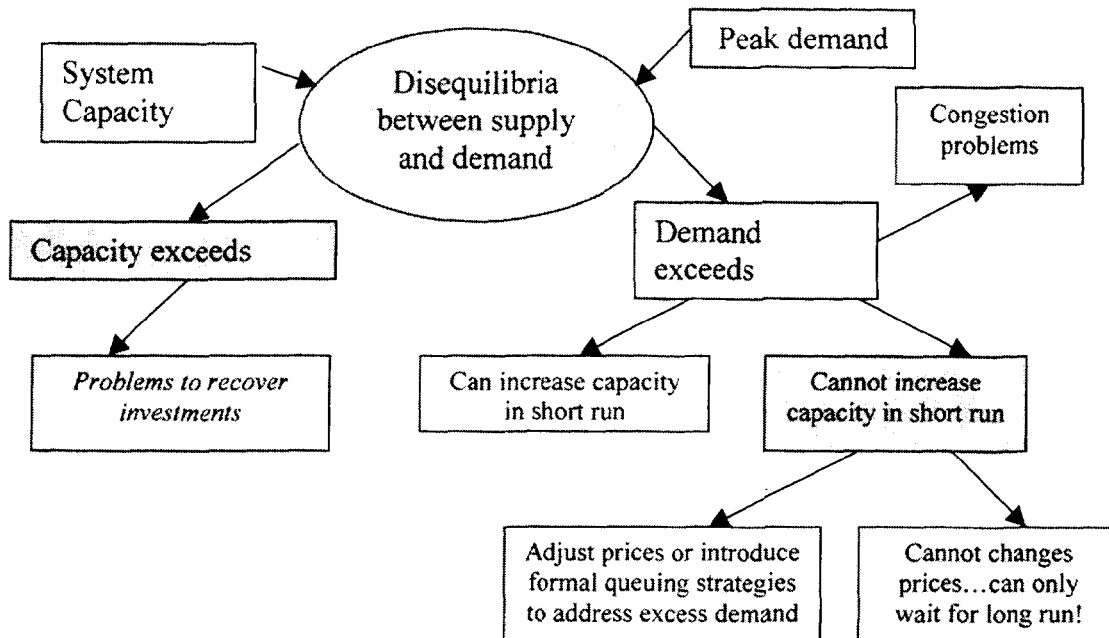 System
Capacity
Disequilibria
between supply
and demand
Peak demand
Congestion
problems
Capacity exceeds
Demand
exceeds
Problems to recover
investments
Can increase capacity
in short run
Cannot increase
capacity in short run
Adjust prices or introduce
formal queuing strategies
to address excess demand
Cannot changes
prices…can only
wait for long run!